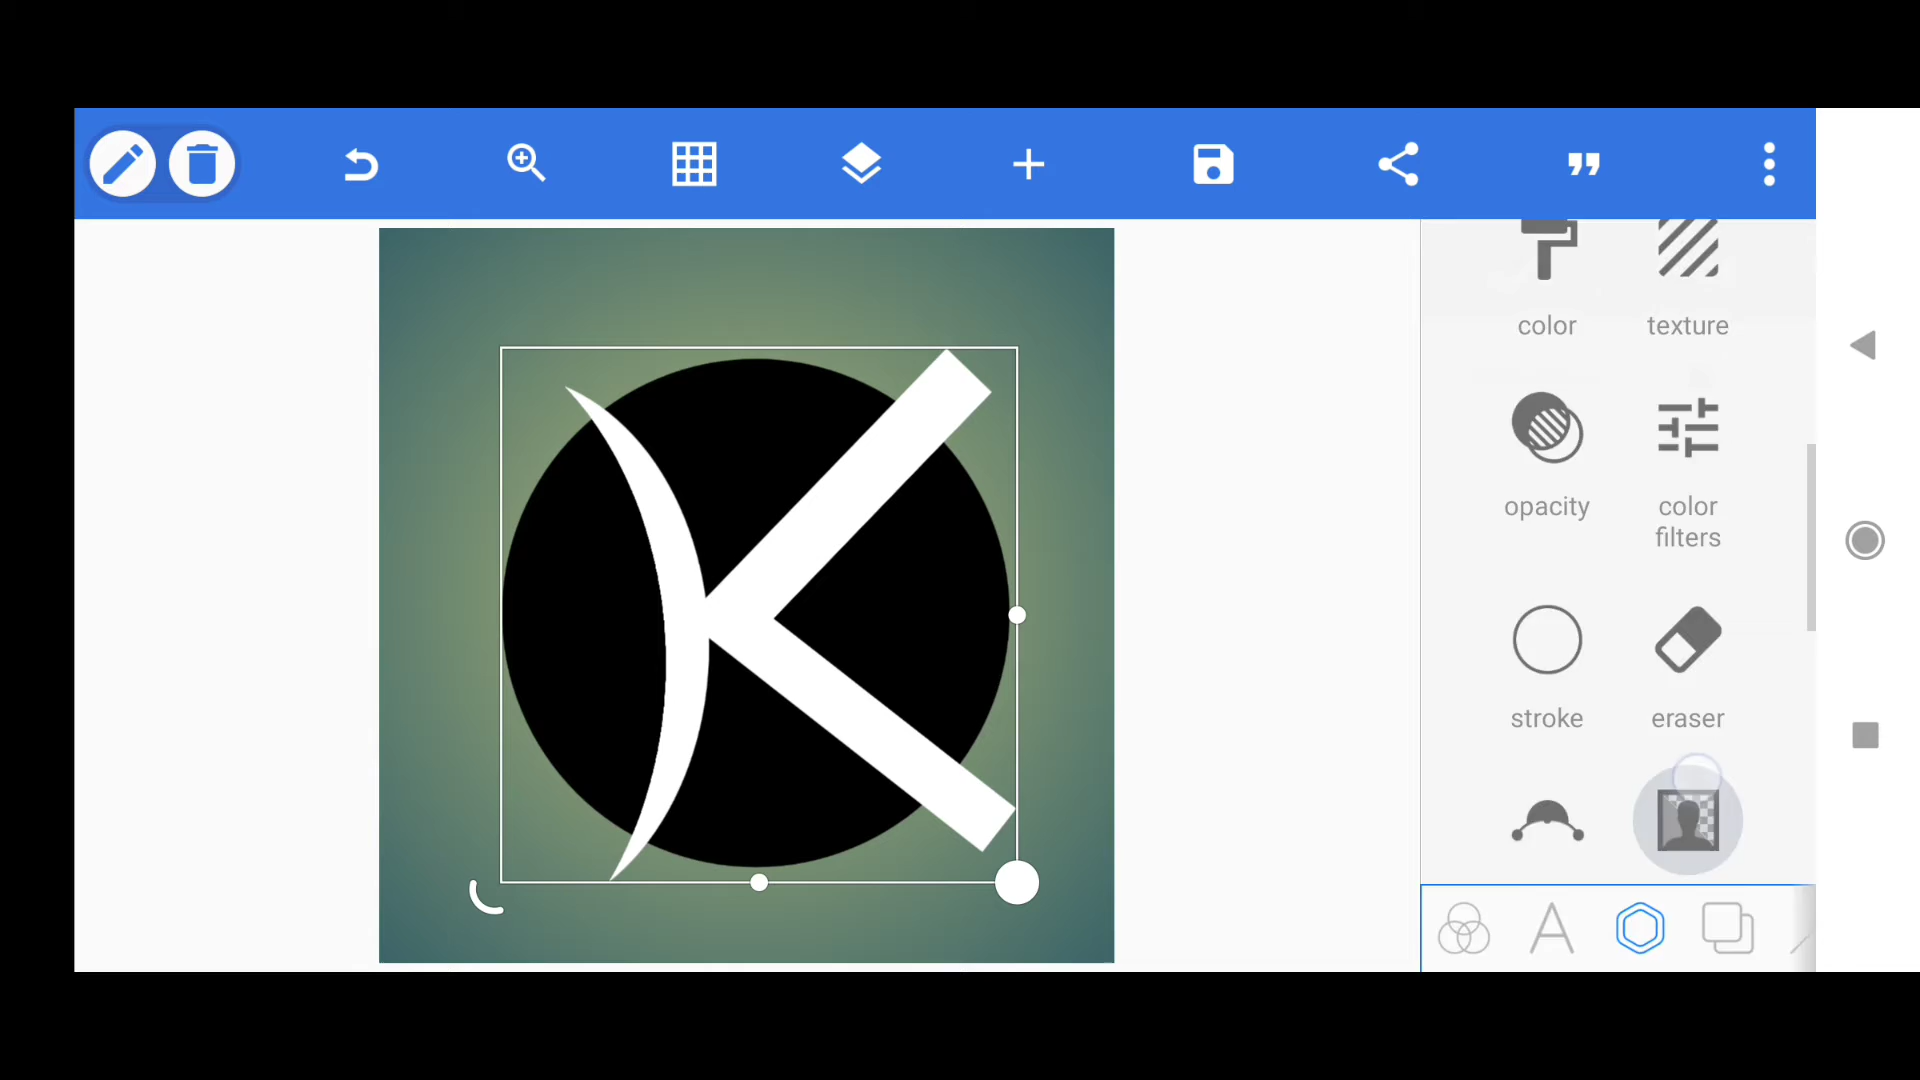 color texture
opacity color
filters
stroke eraser
K